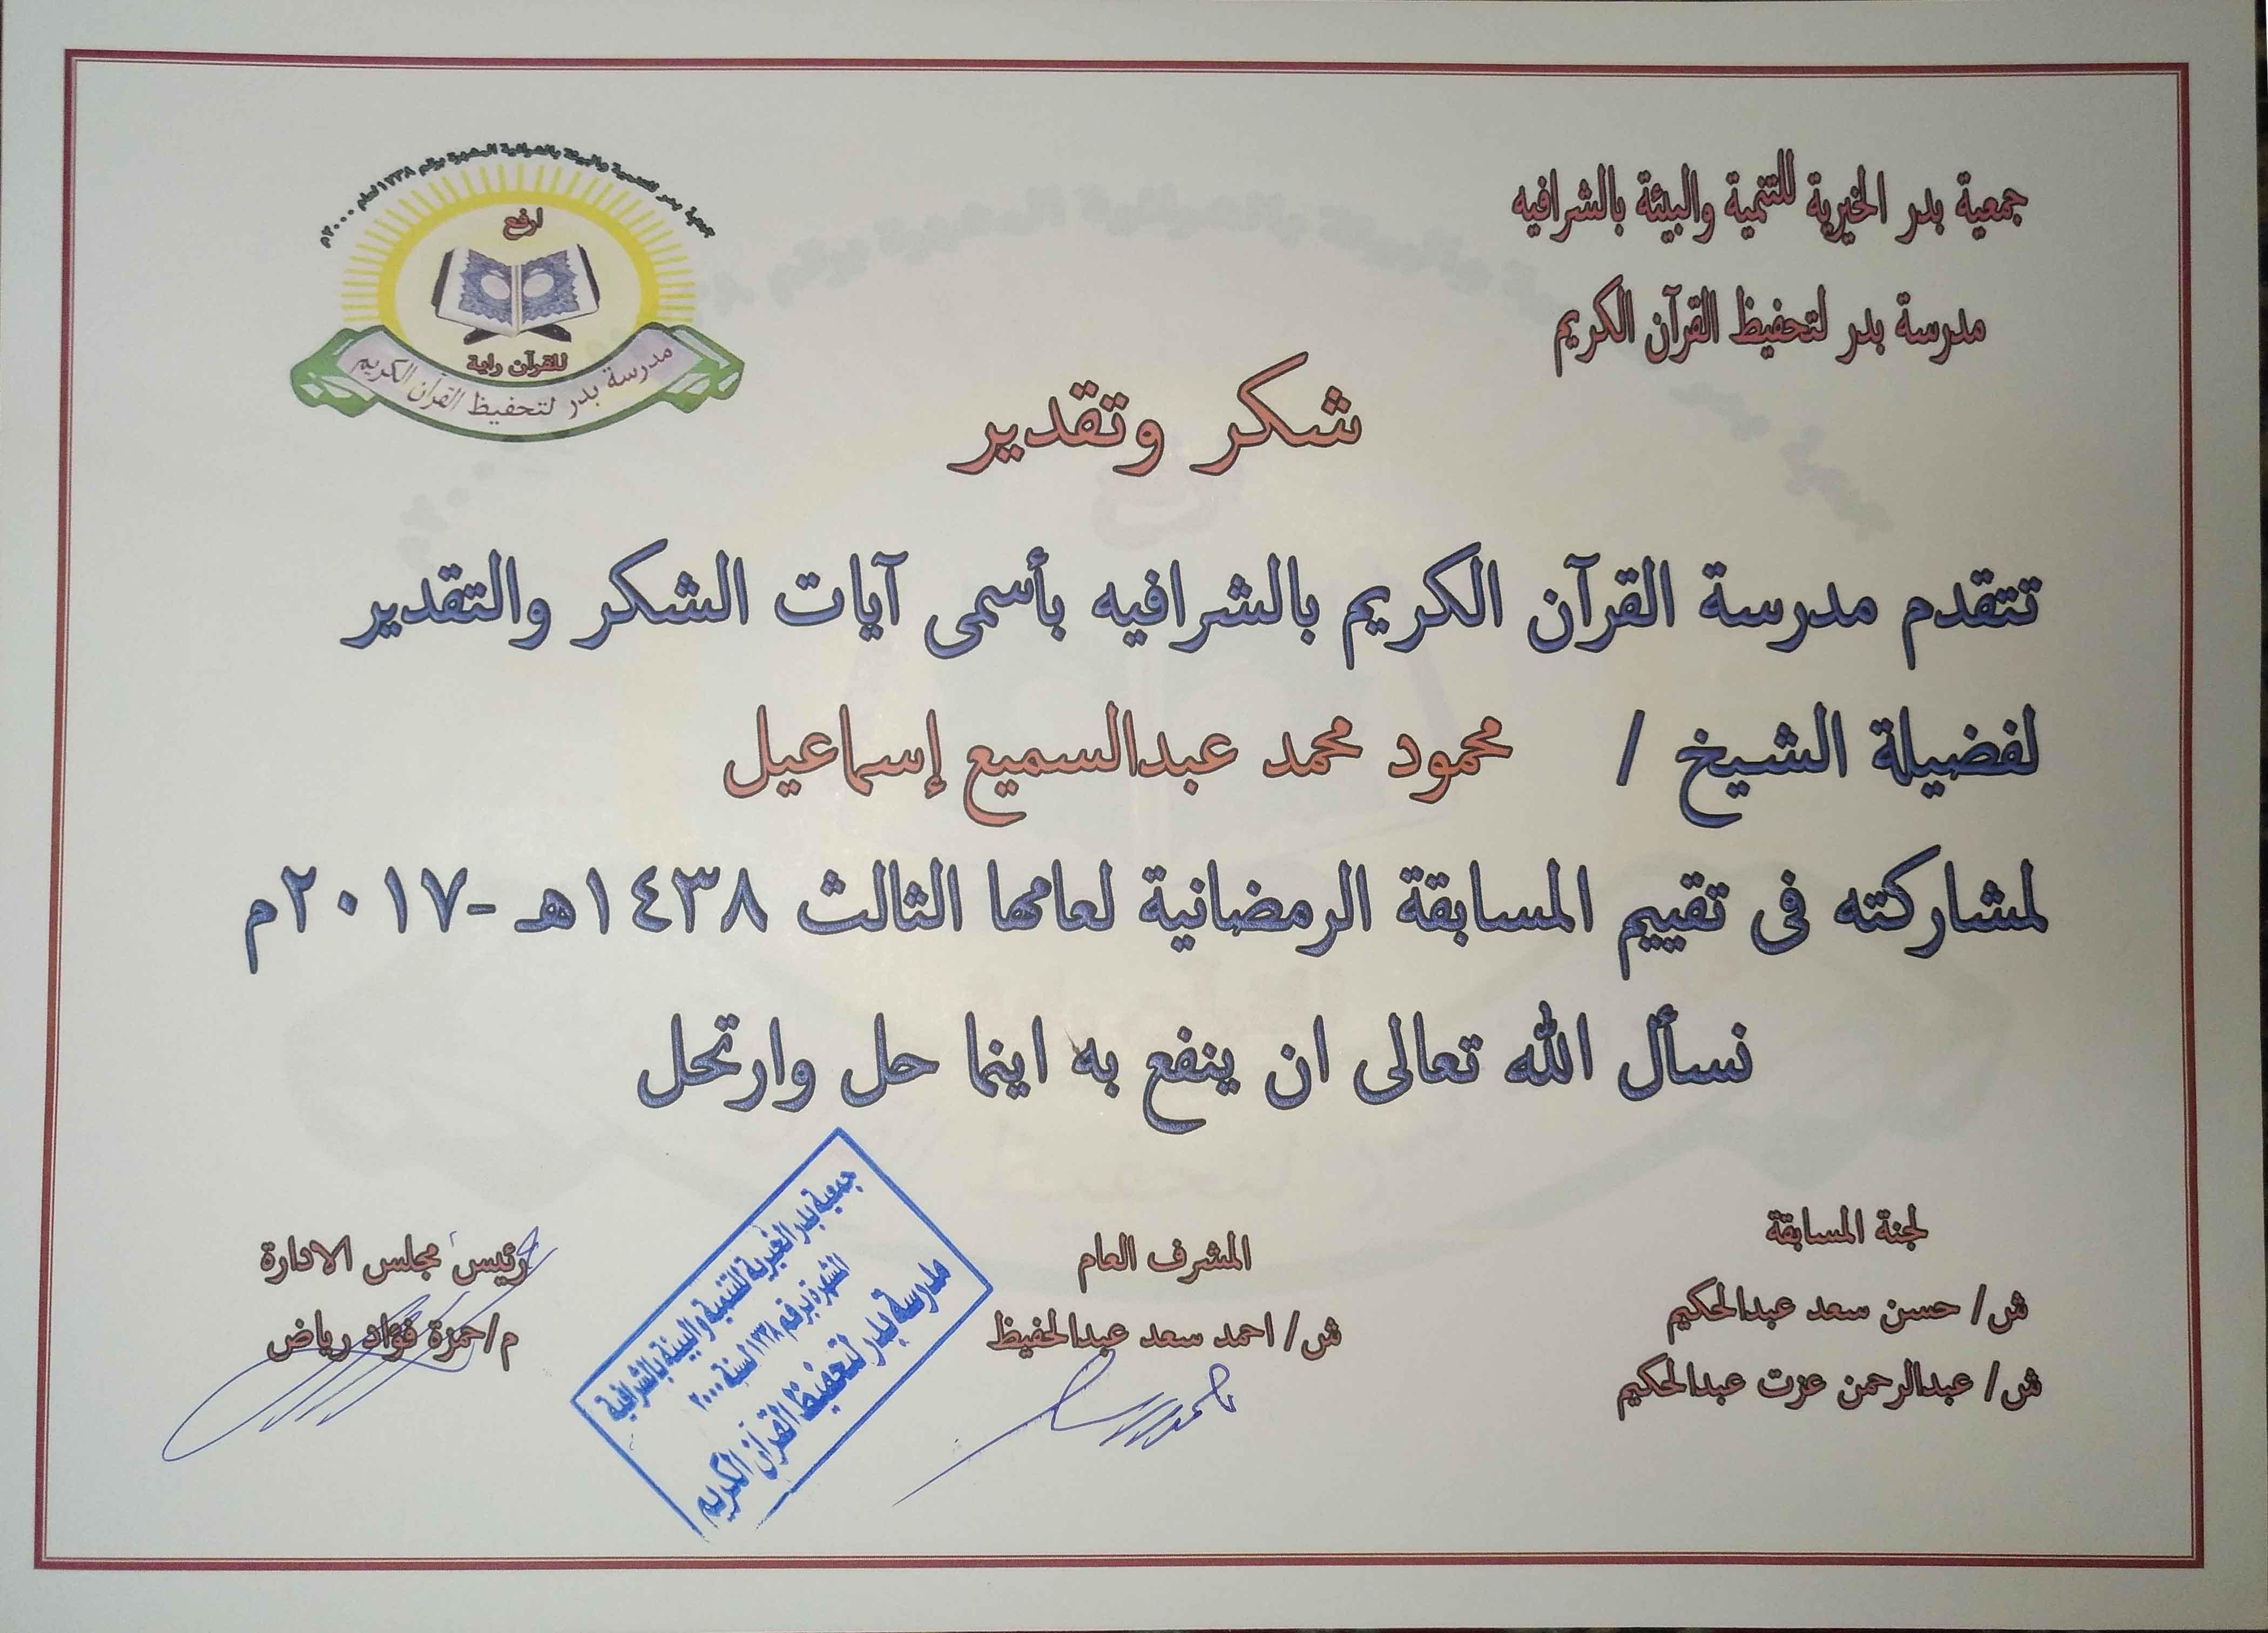 جمعية بدر الخيرية للتنمية والبيئة بالشرافيه
مدرسة بدر لتحفيظ القرآن الكريم
جمعية بدر للتنمية والبيئة بالشرافية المشهرة برقم ١٧٣٨ لعام ٢٠٠٠م
ارفع
للقرآن راية
مدرسة بدر لتحفيظ القرآن الكريم
شكر وتقدير
تتقدم مدرسة القرآن الكريم بالشرافيه بأسمى آيات الشكر والتقدير
لفضيلة الشيخ / محمود محمد عبدالسميع إسماعيل
لمشاركته فى تقييم المسابقة الرمضانية لعامها الثالث ١٤٣٨هـ -٢٠١٧م
نسأل الله تعالى ان ينفع به اينما حل وارتحل
لجنة المسابقة
ش/ حسن سعد عبدالحكيم
ش/ عبدالرحمن عزت عبدالحكيم
المشرف العام
ش/ احمد سعد عبدالحفيظ
جمعية بدر الخيرية للتنمية والبيئة بالشرافية
المشهرة برقم ١٧٣٨ لسنة ٢٠٠٠
مدرسة بدر لتحفيظ القرآن الكريم
رئيس مجلس الادارة
م/حمزة فؤاد رياض